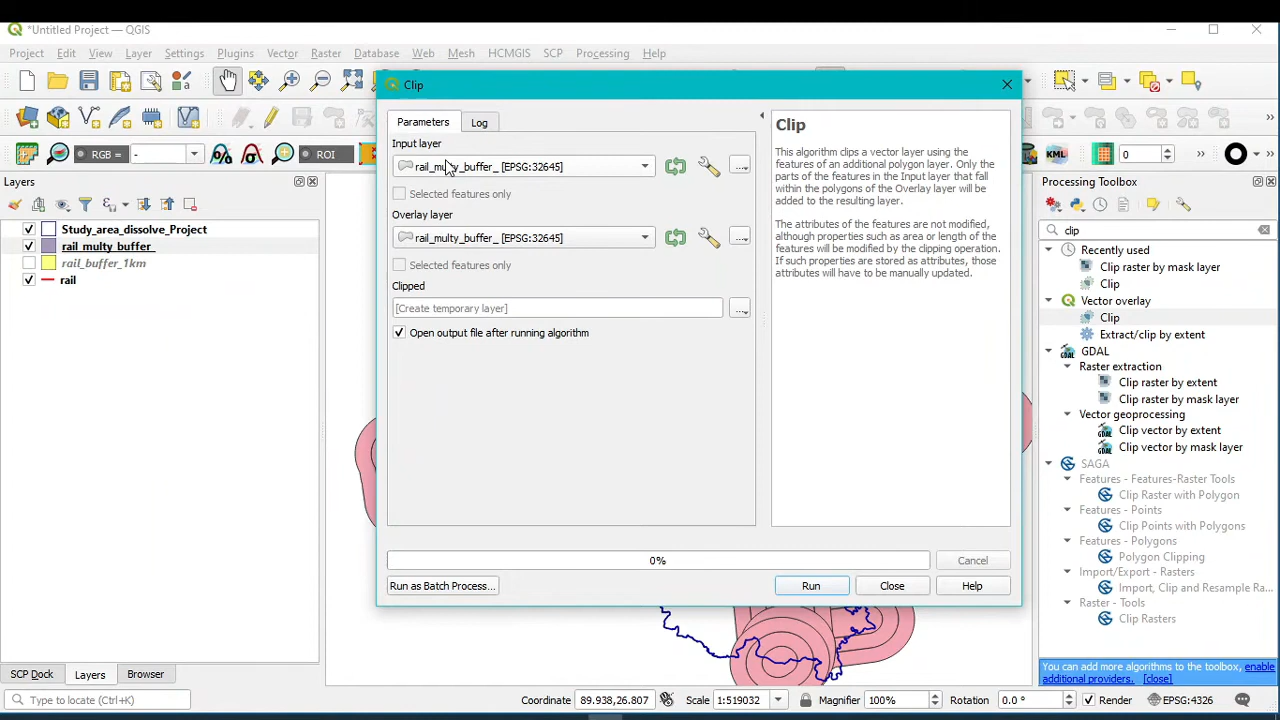 *Untitled Project — QGIS
Project Edit View Layer Settings Plugins Vector Raster Database Web Mesh HCMGIS SCP Processing Help
RGB = - ROI KML 0
Layers
Study_area_dissolve_Project
rail_multy_buffer_
rail_buffer_1km
rail
Clip
Parameters Log
Input layer
rail_multy_buffer_ [EPSG:32645]
Selected features only
Overlay layer
rail_multy_buffer_ [EPSG:32645]
Selected features only
Clipped
[Create temporary layer]
Open output file after running algorithm
Clip
This algorithm clips a vector layer using the
features of an additional polygon layer. Only the
parts of the features in the Input layer that fall
within the polygons of the Overlay layer will be
added to the resulting layer.
The attributes of the features are not modified,
although properties such as area or length of the
features will be modified by the clipping operation.
If such properties are stored as attributes, those
attributes will have to be manually updated.
0% Cancel
Run as Batch Process... Run Close Help
Processing Toolbox
clip
Recently used
Clip raster by mask layer
Clip
Vector overlay
Clip
Extract/clip by extent
GDAL
Raster extraction
Clip raster by extent
Clip raster by mask layer
Vector geoprocessing
Clip vector by extent
Clip vector by mask layer
SAGA
Features - Features-Raster Tools
Clip Raster with Polygon
Features - Points
Clip Points with Polygons
Features - Polygons
Polygon Clipping
Import/Export - Rasters
Import, Clip and Resample Ra...
Raster - Tools
Clip Rasters
You can add more algorithms to the toolbox, enable
additional providers. [close]
SCP Dock Layers Browser
Type to locate (Ctrl+K) Coordinate 89.938,26.807 Scale 1:519032 Magnifier 100% Rotation 0.0 ° Render EPSG:4326